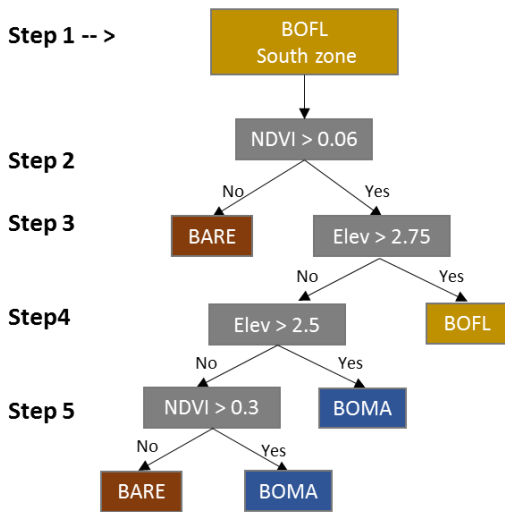 Step 1 -- >
BOFL
South zone
NDVI > 0.06
Step 2
No
Yes
Step 3
BARE
Elev > 2.75
No
Yes
Step4
Elev > 2.5
BOFL
No
Yes
Step 5
NDVI > 0.3
BOMA
No
Yes
BARE
BOMA